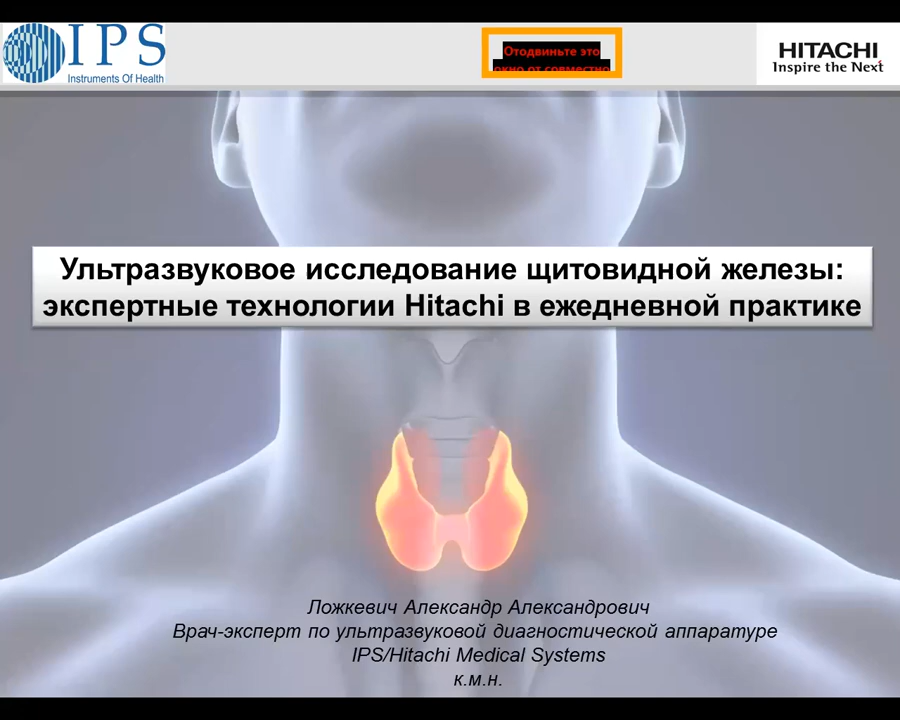 IPS
Instruments Of Health
Отодвиньте это
окно от совместно
HITACHI
Inspire the Next
Ультразвуковое исследование щитовидной железы:
экспертные технологии Hitachi в ежедневной практике
Ложкевич Александр Александрович
Врач-эксперт по ультразвуковой диагностической аппаратуре
IPS/Hitachi Medical Systems
к.м.н.